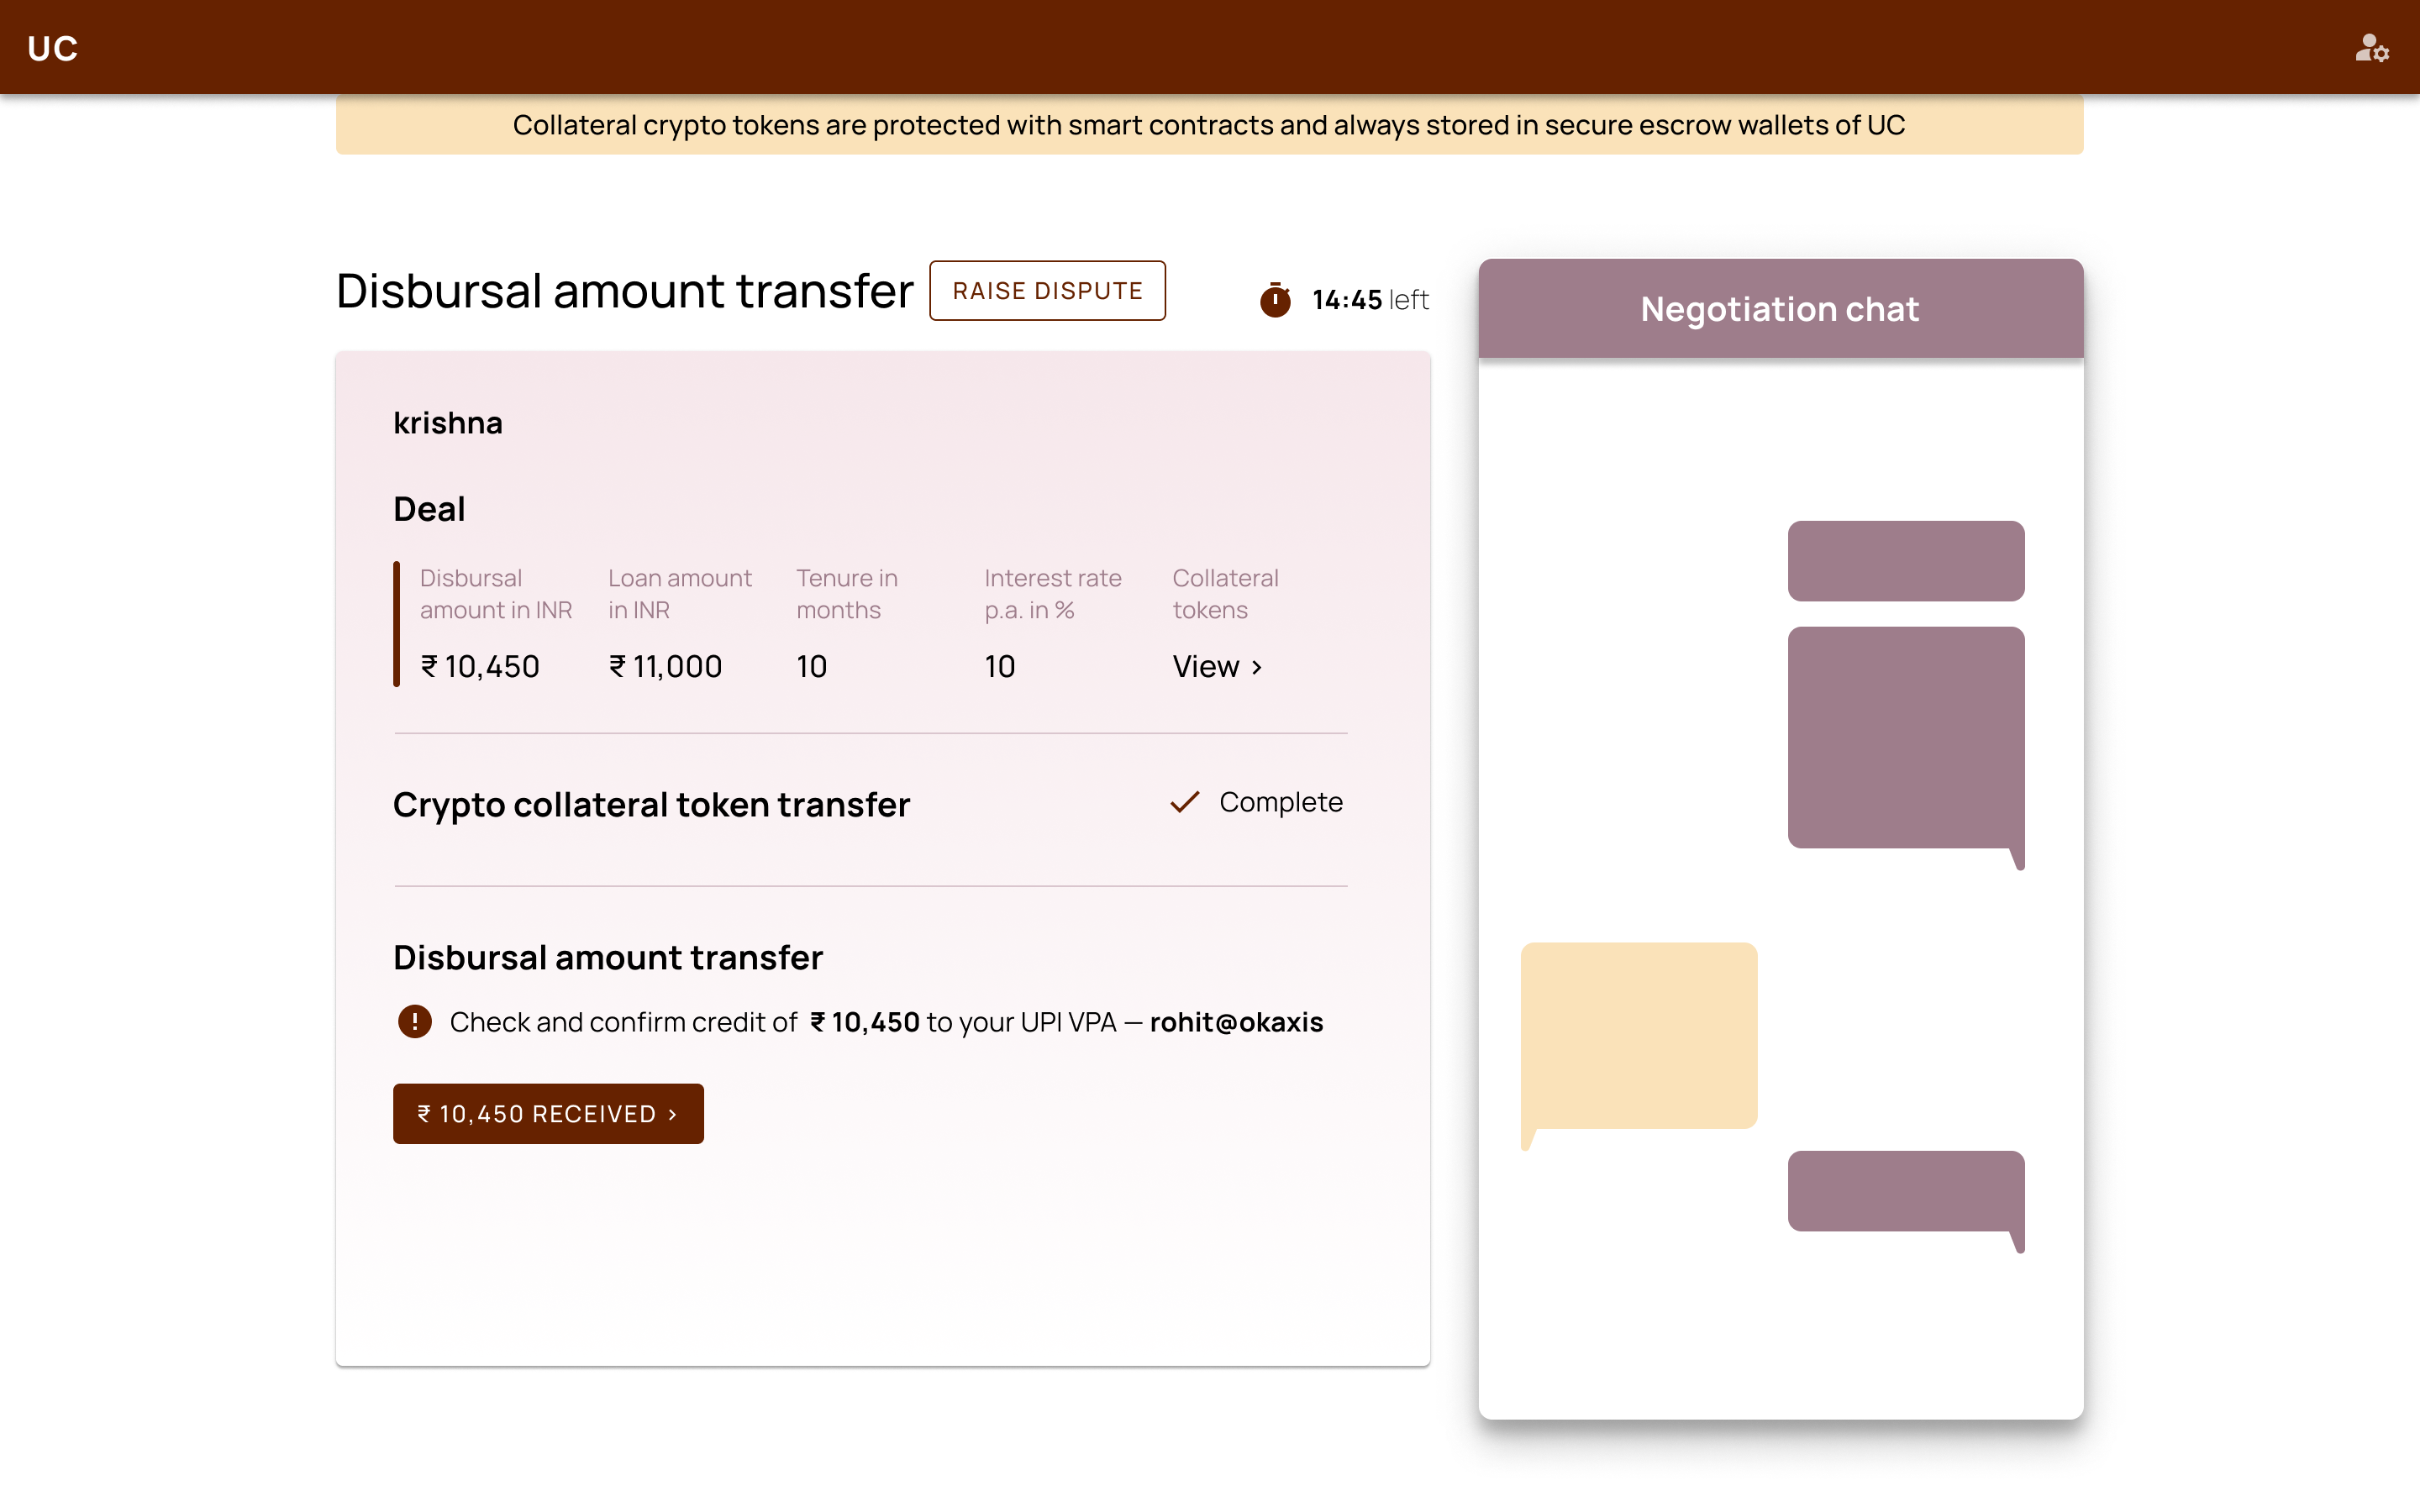 UC
Collateral crypto tokens are protected with smart contracts and always stored in secure escrow wallets of UC
Disbursal amount transfer
RAISE DISPUTE
14:45 left
krishna
Deal
Disbursal
amount in INR
₹ 10,450
Loan amount
in INR
₹ 11,000
Tenure in
months
10
Interest rate
p.a. in %
10
Collateral
tokens
View ›
Crypto collateral token transfer
Complete
Disbursal amount transfer
Check and confirm credit of ₹ 10,450 to your UPI VPA — rohit@okaxis
₹ 10,450 RECEIVED ›
Negotiation chat